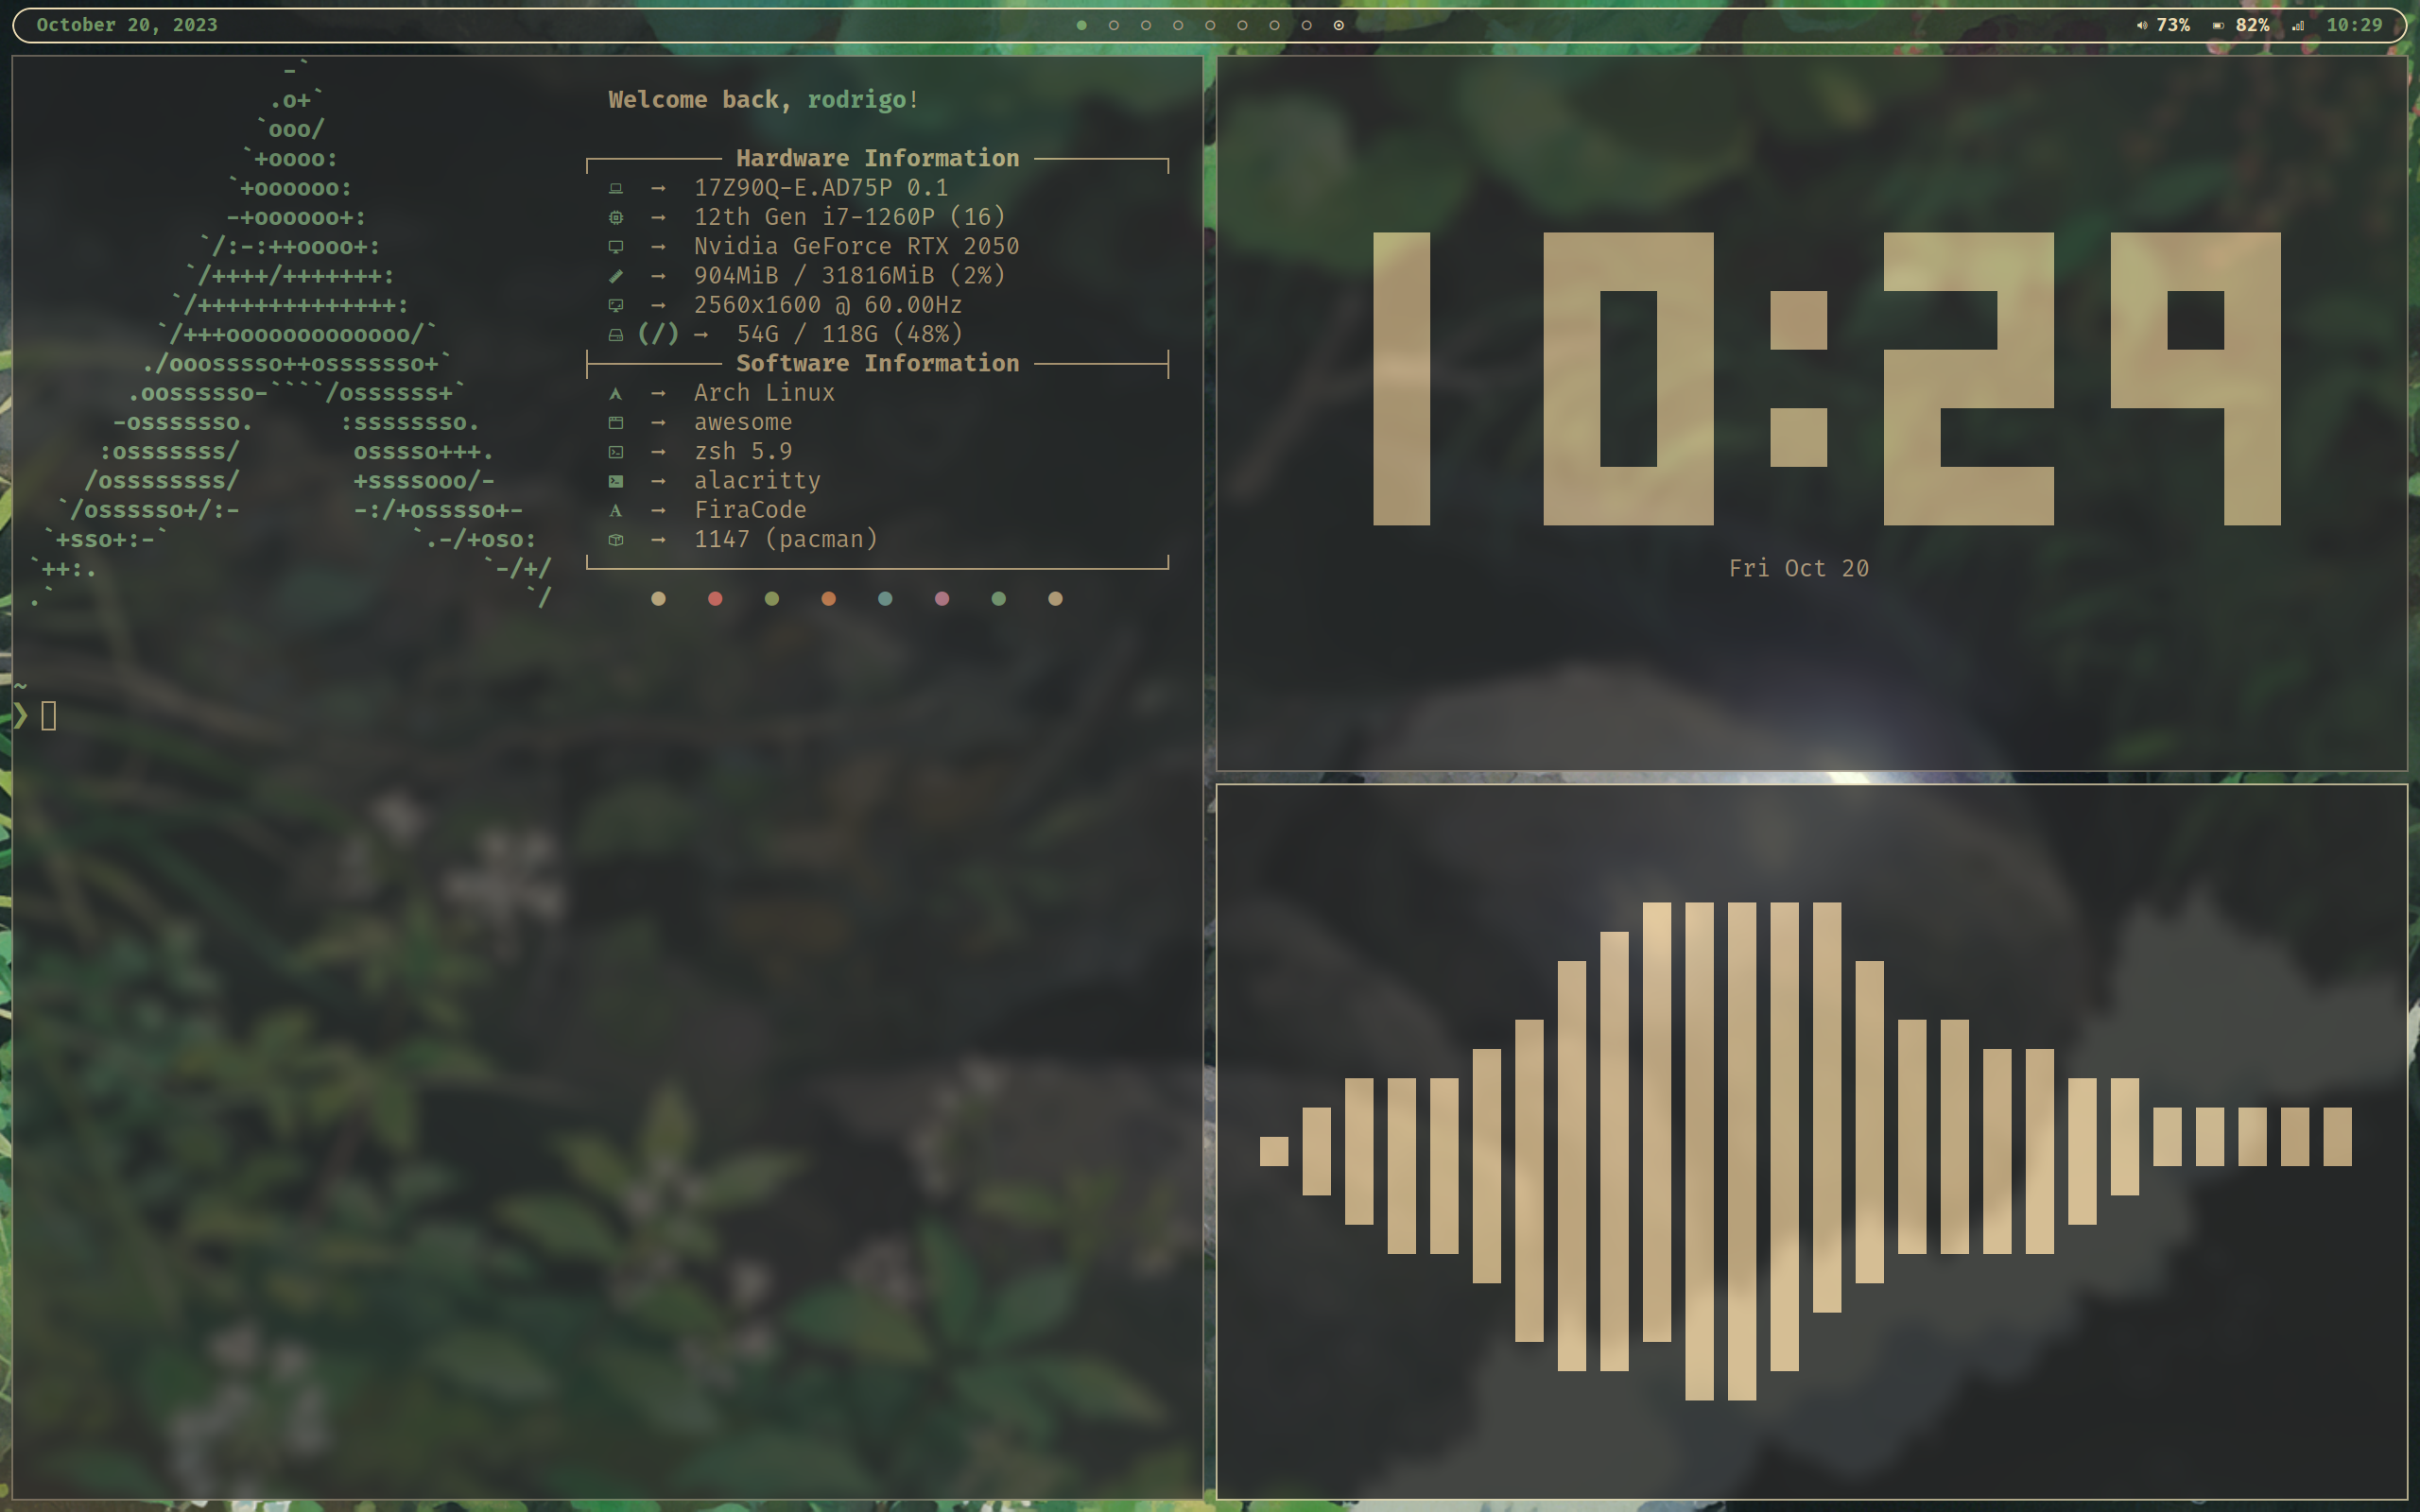 October 20, 2023
73% 82% 10:29
-`
.o+`
`ooo/
`+oooo:
`+oooooo:
-+oooooo+:
`/:-:++oooo+:
`/++++/+++++++:
`/++++++++++++++:
`/+++ooooooooooooo/`
./ooosssso++osssssso+`
.oossssso-````/ossssss+`
-osssssso.      :ssssssso.
:osssssss/        osssso+++.
/ossssssss/        +ssssooo/-
`/ossssso+/:-        -:/+osssso+-
`+sso+:-`                 `.-/+oso:
`++:.                           `-/+/
.`                                 `/
Welcome back, rodrigo!
Hardware Information
→ 17Z90Q-E.AD75P 0.1
→ 12th Gen i7-1260P (16)
→ Nvidia GeForce RTX 2050
→ 904MiB / 31816MiB (2%)
→ 2560x1600 @ 60.00Hz
(/) → 54G / 118G (48%)
Software Information
→ Arch Linux
→ awesome
→ zsh 5.9
→ alacritty
→ FiraCode
→ 1147 (pacman)
~
❯
10:29
Fri Oct 20